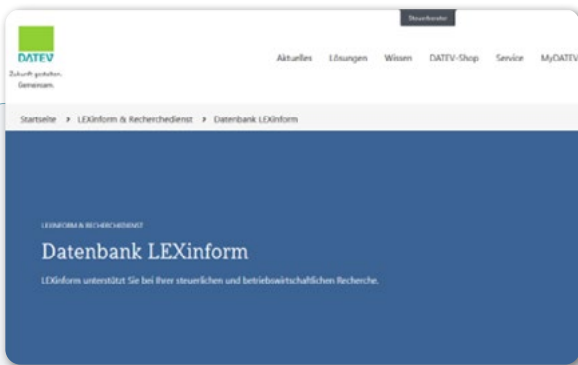 Steuerberater
DATEV
Zukunft gestalten.
Gemeinsam.
Aktuelles Lösungen Wissen DATEV-Shop Service MyDATEV
Startseite > LEXinform & Recherchedienst > Datenbank LEXinform
LEXINFORM & RECHERCHEDIENST
Datenbank LEXinform
LEXinform unterstützt Sie bei Ihrer steuerlichen und betriebswirtschaftlichen Recherche.